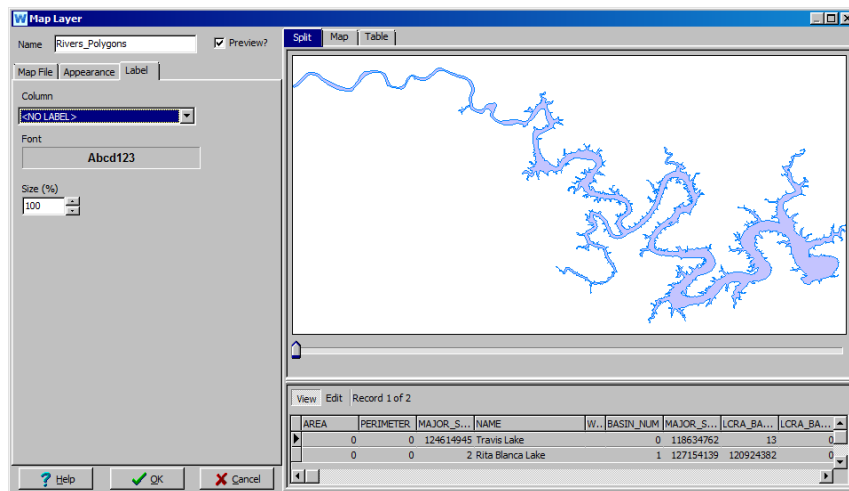 Map Layer
Name Rivers_Polygons Preview?
Map File Appearance Label
Column
<NO LABEL>
Font
Abcd123
Size (%)
100
Help OK Cancel
Split Map Table
View Edit Record 1 of 2
AREA PERIMETER MAJOR_S... NAME W... BASIN_NUM MAJOR_S... LCRA_BA... LCRA_BA...
0 0 124614945 Travis Lake 0 118634762 13 0
0 0 2 Rita Blanca Lake 1 127154139 120924382 0